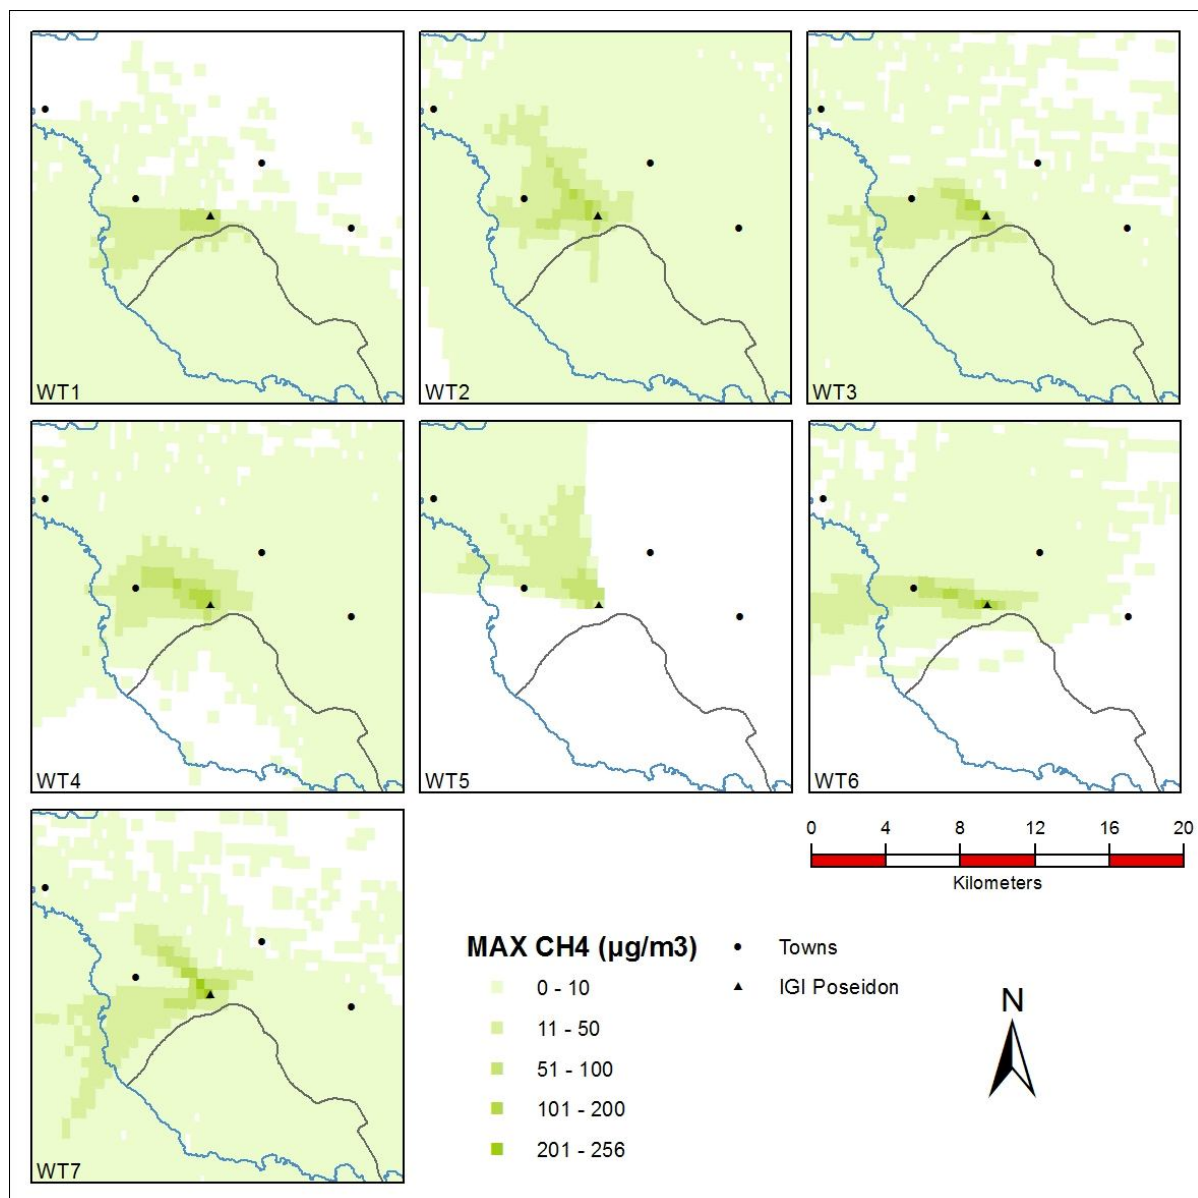 WT1
WT2
WT3
WT4
WT5
WT6
WT7
0 4 8 12 16 20
Kilometers
MAX CH4 (µg/m3)
0 - 10
11 - 50
51 - 100
101 - 200
201 - 256
Towns
IGI Poseidon
N